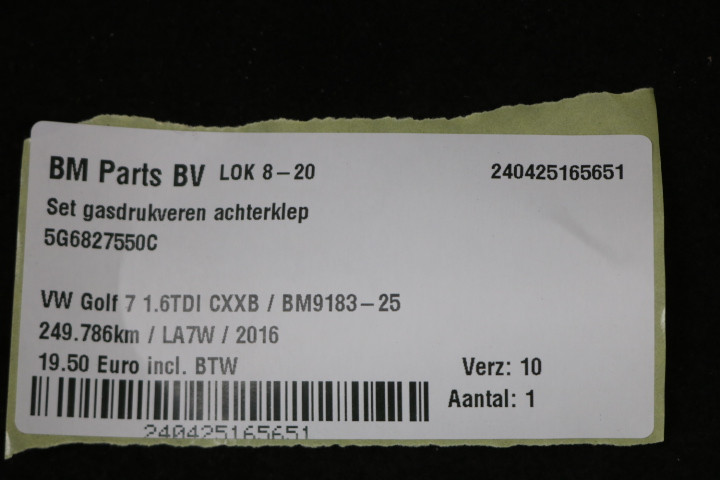 BM Parts BV LOK 8-20 240425165651
Set gasdrukveren achterklep
5G6827550C
VW Golf 7 1.6TDI CXXB / BM9183-25
249.786km / LA7W / 2016
19.50 Euro incl. BTW Verz: 10
Aantal: 1
240425165651